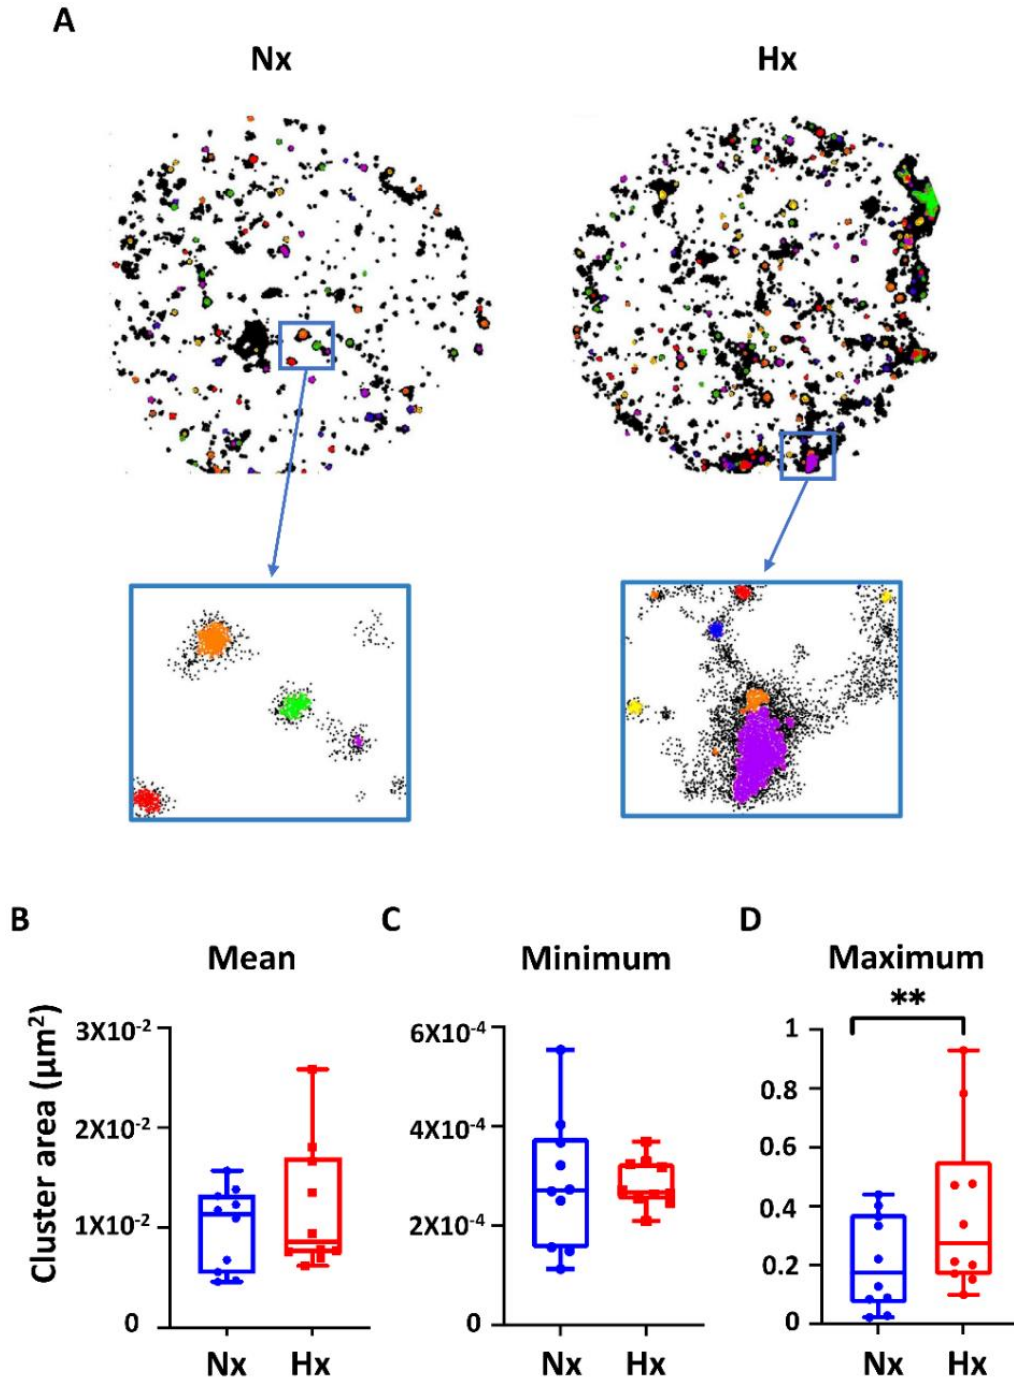 A
Nx
Hx
B
C
D
Mean
Minimum
Maximum
**
Cluster area (µm²)
3X10⁻²
2X10⁻²
1X10⁻²
0
Nx
Hx
6X10⁻⁴
4X10⁻⁴
2X10⁻⁴
0
Nx
Hx
1
0.8
0.6
0.4
0.2
0
Nx
Hx